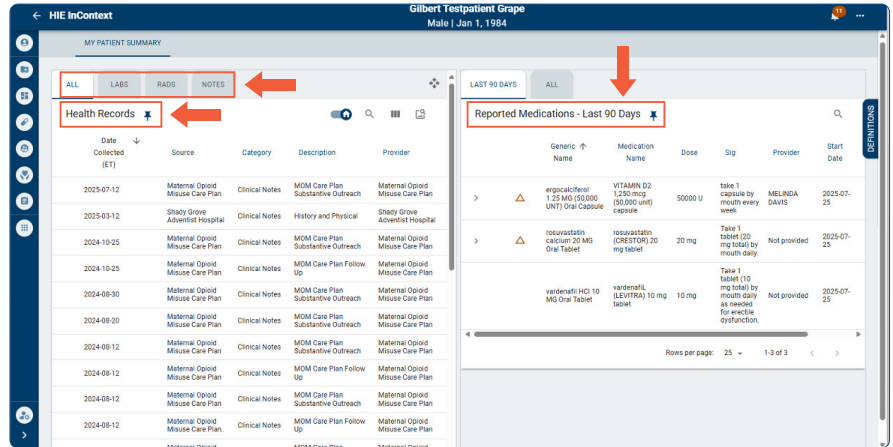 ← HIE InContext
Gilbert Testpatient Grape
Male | Jan 1, 1984
11
MY PATIENT SUMMARY
ALL LABS RADS NOTES
Health Records
Date
Collected
(ET)
Source Category Description Provider
2025-07-12 Maternal Opioid Misuse Care Plan Clinical Notes MOM Care Plan Substantive Outreach Maternal Opioid Misuse Care Plan
2025-03-12 Shady Grove Adventist Hospital Clinical Notes History and Physical Shady Grove Adventist Hospital
2024-10-25 Maternal Opioid Misuse Care Plan Clinical Notes MOM Care Plan Substantive Outreach Maternal Opioid Misuse Care Plan
2024-10-25 Maternal Opioid Misuse Care Plan Clinical Notes MOM Care Plan Follow Up Maternal Opioid Misuse Care Plan
2024-08-30 Maternal Opioid Misuse Care Plan Clinical Notes MOM Care Plan Substantive Outreach Maternal Opioid Misuse Care Plan
2024-08-20 Maternal Opioid Misuse Care Plan Clinical Notes MOM Care Plan Substantive Outreach Maternal Opioid Misuse Care Plan
2024-08-12 Maternal Opioid Misuse Care Plan Clinical Notes MOM Care Plan Substantive Outreach Maternal Opioid Misuse Care Plan
2024-08-12 Maternal Opioid Misuse Care Plan Clinical Notes MOM Care Plan Follow Up Maternal Opioid Misuse Care Plan
2024-08-12 Maternal Opioid Misuse Care Plan Clinical Notes MOM Care Plan Substantive Outreach Maternal Opioid Misuse Care Plan
2024-08-12 Maternal Opioid Misuse Care Plan Clinical Notes MOM Care Plan Follow Up Maternal Opioid Misuse Care Plan
LAST 90 DAYS ALL
Reported Medications - Last 90 Days
Generic Name Medication Name Dose Sig Provider Start Date
ergocalciferol 1.25 MG (50,000 UNT) Oral Capsule VITAMIN D2 1,250 mcg (50,000 unit) capsule 50000 U take 1 capsule by mouth every week MELINDA DAVIS 2025-07-25
rosuvastatin calcium 20 MG Oral Tablet rosuvastatin (CRESTOR) 20 mg tablet 20 mg Take 1 tablet (20 mg total) by mouth daily. Not provided 2025-07-25
vardenafil HCl 10 MG Oral Tablet vardenafiL (LEVITRA) 10 mg tablet 10 mg Take 1 tablet (10 mg total) by mouth daily as needed for erectile dysfunction. Not provided 2025-07-25
Rows per page: 25 1-3 of 3
DEFINITIONS